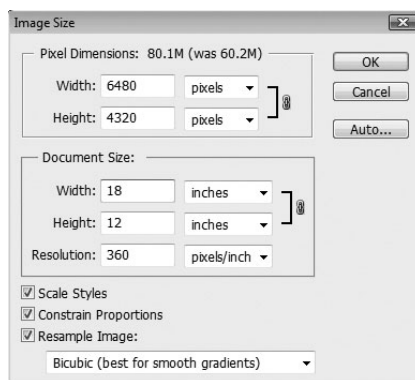 Image Size
Pixel Dimensions: 80.1M (was 60.2M)
Width: 6480 pixels
Height: 4320 pixels
OK
Cancel
Auto...
Document Size:
Width: 18 inches
Height: 12 inches
Resolution: 360 pixels/inch
Scale Styles
Constrain Proportions
Resample Image:
Bicubic (best for smooth gradients)